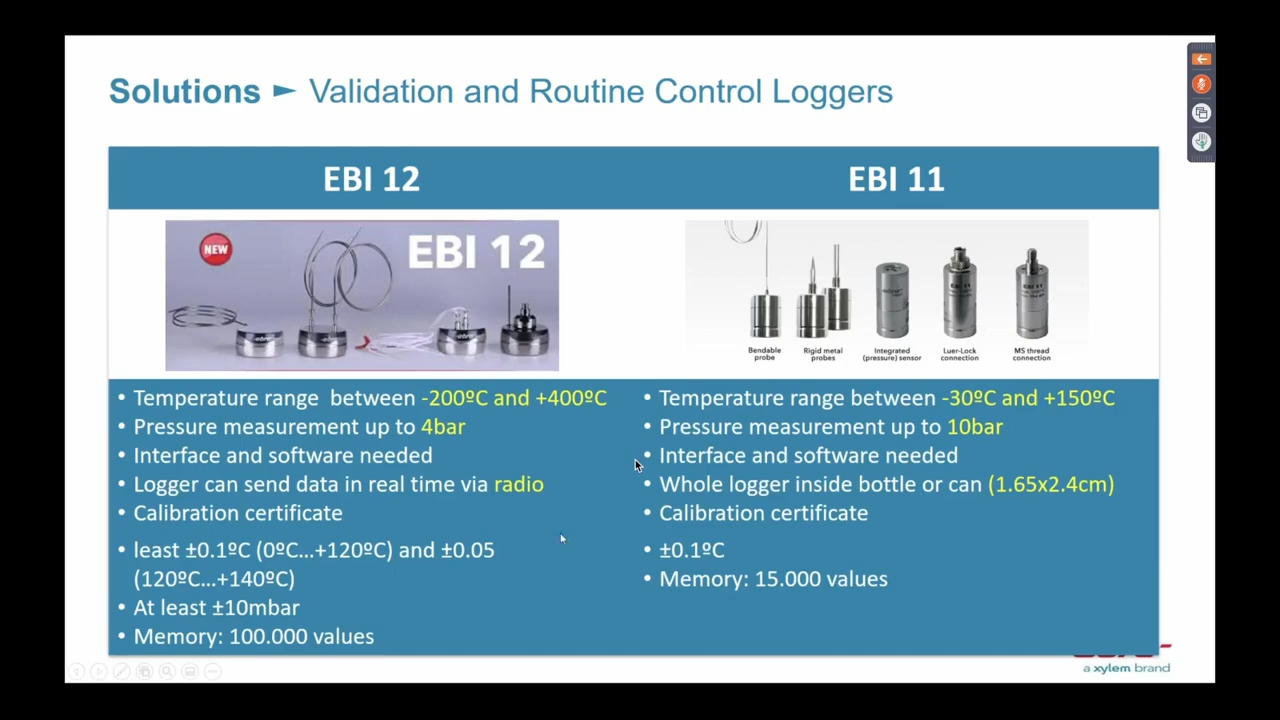 Solutions ► Validation and Routine Control Loggers
EBI 12
NEW
EBI 12
• Temperature range between -200ºC and +400ºC
• Pressure measurement up to 4bar
• Interface and software needed
• Logger can send data in real time via radio
• Calibration certificate
• least ±0.1ºC (0ºC...+120ºC) and ±0.05
(120ºC...+140ºC)
• At least ±10mbar
• Memory: 100.000 values
EBI 11
Bendable
probe
Rigid metal
probes
Integrated
(pressure) sensor
Luer-Lock
connection
MS thread
connection
• Temperature range between -30ºC and +150ºC
• Pressure measurement up to 10bar
• Interface and software needed
• Whole logger inside bottle or can (1.65x2.4cm)
• Calibration certificate
• ±0.1ºC
• Memory: 15.000 values
a xylem brand